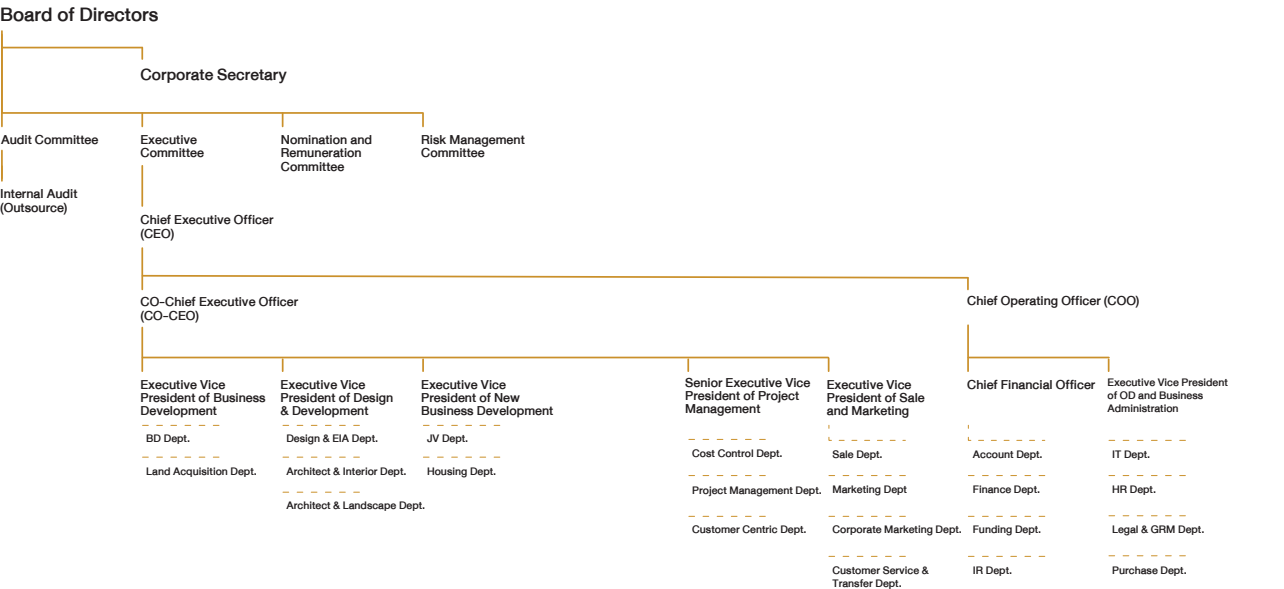 Board of Directors
Corporate Secretary
Audit Committee
Executive
Committee
Nomination and
Remuneration
Committee
Risk Management
Committee
Internal Audit
(Outsource)
Chief Executive Officer
(CEO)
CO-Chief Executive Officer
(CO-CEO)
Chief Operating Officer (COO)
Executive Vice
President of Business
Development
Executive Vice
President of Design
& Development
Executive Vice
President of New
Business Development
Senior Executive Vice
President of Project
Management
Executive Vice
President of Sale
and Marketing
Chief Financial Officer
Executive Vice President
of OD and Business
Administration
BD Dept.
Land Acquisition Dept.
Design & EIA Dept.
Architect & Interior Dept.
Architect & Landscape Dept.
JV Dept.
Housing Dept.
Cost Control Dept.
Project Management Dept.
Customer Centric Dept.
Sale Dept.
Marketing Dept
Corporate Marketing Dept.
Customer Service &
Transfer Dept.
Account Dept.
Finance Dept.
Funding Dept.
IR Dept.
IT Dept.
HR Dept.
Legal & GRM Dept.
Purchase Dept.